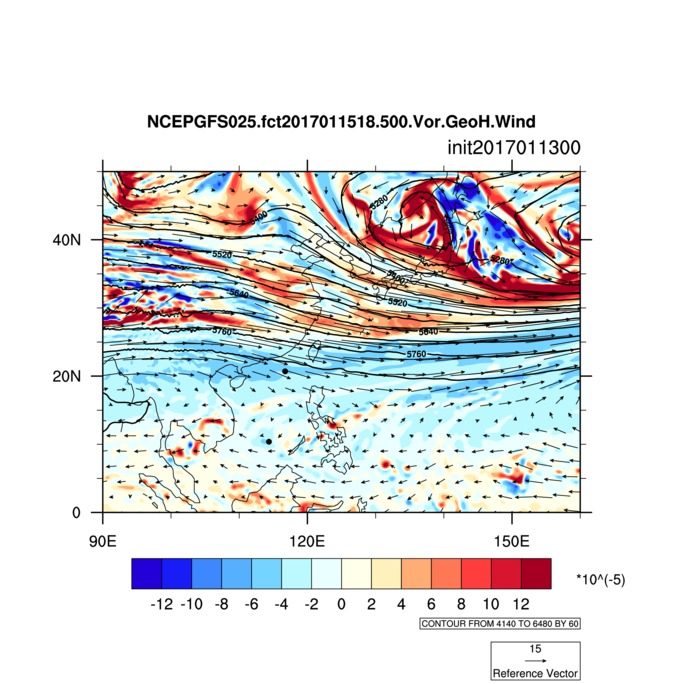 NCEPGFS025.fct2017011518.500.Vor.GeoH.Wind
init2017011300
5280
5400
40N
5520
5280
5400
5640
5520
5760
5640
5760
20N
0
90E 120E 150E
-12 -10 -8 -6 -4 -2 0 2 4 6 8 10 12 *10^(-5)
CONTOUR FROM 4140 TO 6480 BY 60
15
Reference Vector